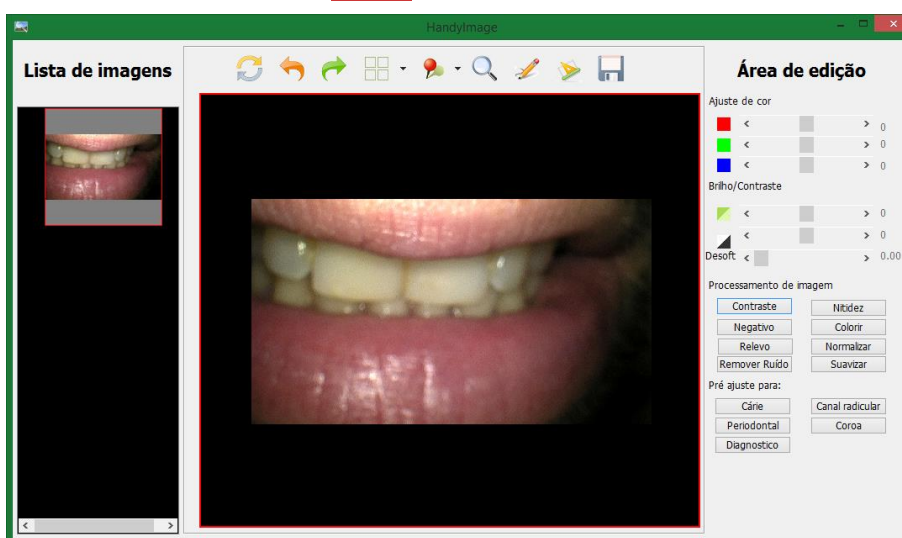 HandyImage
Lista de imagens
Área de edição
Ajuste de cor
0
0
0
Brilho/Contraste
0
0
Desoft
0.00
Processamento de imagem
Contraste
Nitidez
Negativo
Colorir
Relevo
Normalizar
Remover Ruído
Suavizar
Pré ajuste para:
Cárie
Canal radicular
Periodontal
Coroa
Diagnostico